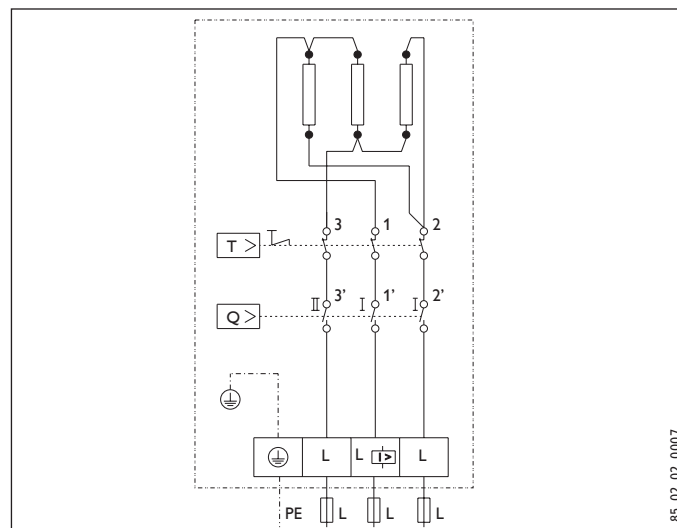 3 1 2
T >
3' 1' 2'
II I I
Q >
L L I> L
PE L L L
85_02_02_0007